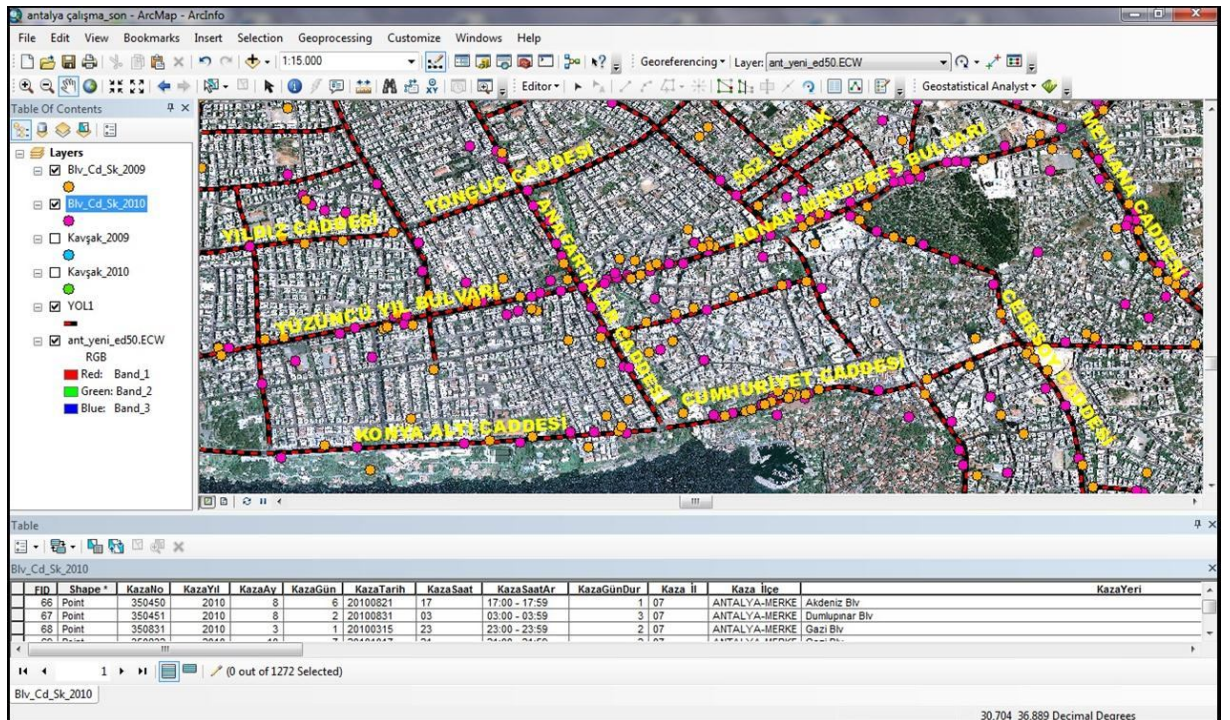 antalya çalışma_son - ArcMap - ArcInfo
File Edit View Bookmarks Insert Selection Geoprocessing Customize Windows Help
1:15.000 Georeferencing Layer: ant_yeni_ed50.ECW
Editor Geostatistical Analyst
Table Of Contents
Layers
Blv_Cd_Sk_2009
Blv_Cd_Sk_2010
Kavşak_2009
Kavşak_2010
YOL1
ant_yeni_ed50.ECW
RGB
Red: Band_1
Green: Band_2
Blue: Band_3
YILDIZ CADDESİ
TONGUÇ CADDESİ
562. SOKAK
ADNAN MENDERES BULVARI
MEVLANA CADDESİ
ANAFARTALAR CADDESİ
YÜZÜNCÜ YIL BULVARI
CEBESOY CADDESİ
CUMHURİYET CADDESİ
KONYA ALTI CADDESİ
Table
Blv_Cd_Sk_2010
FID Shape * KazaNo KazaYıl KazaAy KazaGün KazaTarih KazaSaat KazaSaatAr KazaGünDur Kaza İl Kaza İlçe KazaYeri
66 Point 350450 2010 8 6 20100821 17 17:00 - 17:59 1 07 ANTALYA-MERKE Akdeniz Blv
67 Point 350451 2010 8 2 20100831 03 03:00 - 03:59 3 07 ANTALYA-MERKE Dumlupınar Blv
68 Point 350831 2010 3 1 20100315 23 23:00 - 23:59 2 07 ANTALYA-MERKE Gazi Blv
1 (0 out of 1272 Selected)
Blv_Cd_Sk_2010
30,704 36,889 Decimal Degrees